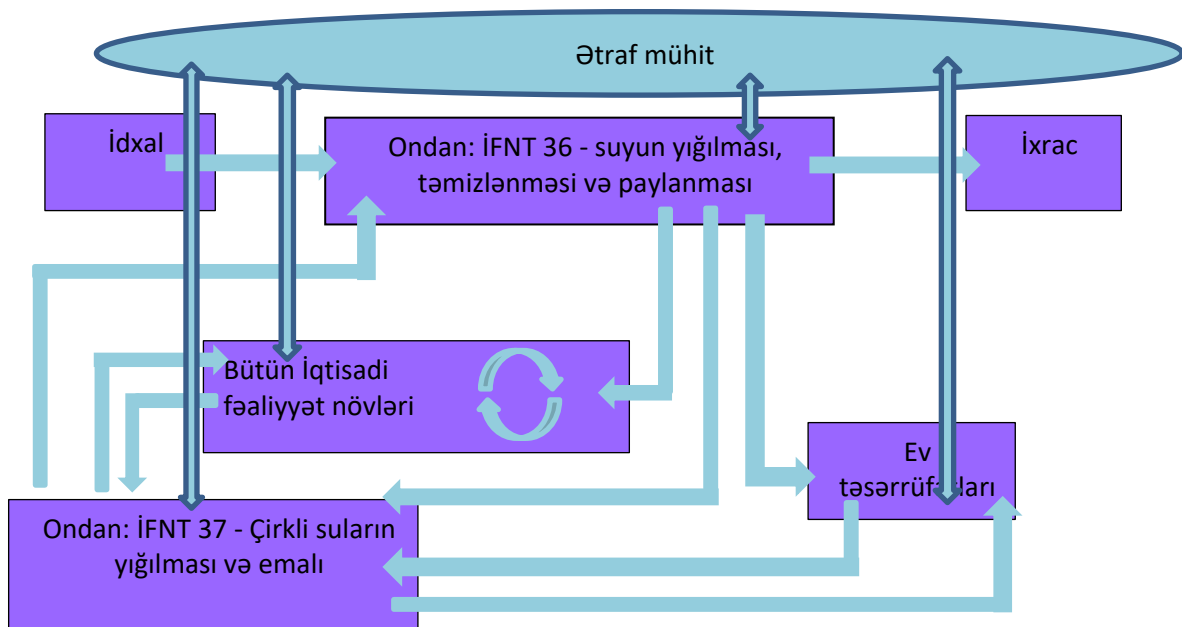 Ətraf mühit
İdxal
Ondan: İFNT 36 - suyun yığılması,
təmizlənməsi və paylanması
İxrac
Bütün İqtisadi
fəaliyyət növləri
Ev
təsərrüfatları
Ondan: İFNT 37 - Çirkli suların
yığılması və emalı